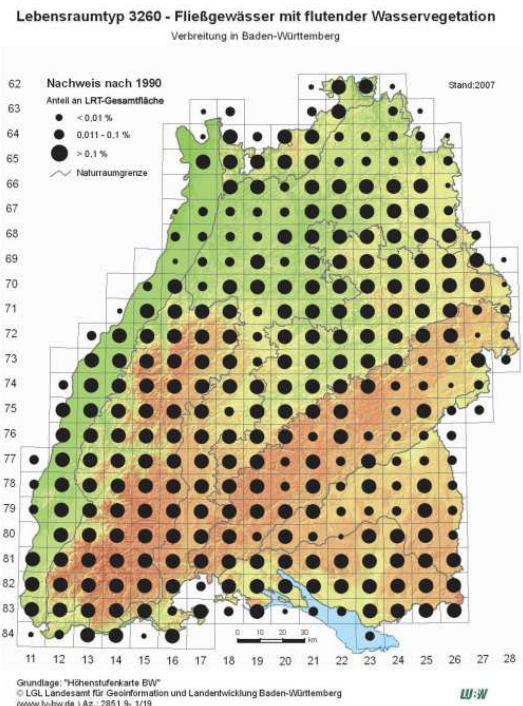 Lebensraumtyp 3260 - Fließgewässer mit flutender Wasservegetation
Verbreitung in Baden-Württemberg
Nachweis nach 1990
Anteil an LRT-Gesamtfläche
< 0,01 %
0,011 - 0,1 %
> 0,1 %
Naturraumgrenze
Stand:2007
62
63
64
65
66
67
68
69
70
71
72
73
74
75
76
77
78
79
80
81
82
83
84
0 10 20 30
km
11 12 13 14 15 16 17 18 19 20 21 22 23 24 25 26 27 28
Grundlage: "Höhenstufenkarte BW"
© LGL Landesamt für Geoinformation und Landentwicklung Baden-Württemberg
(www.lv-bw.de ) Az.: 2851.9- 1/19
LU:W